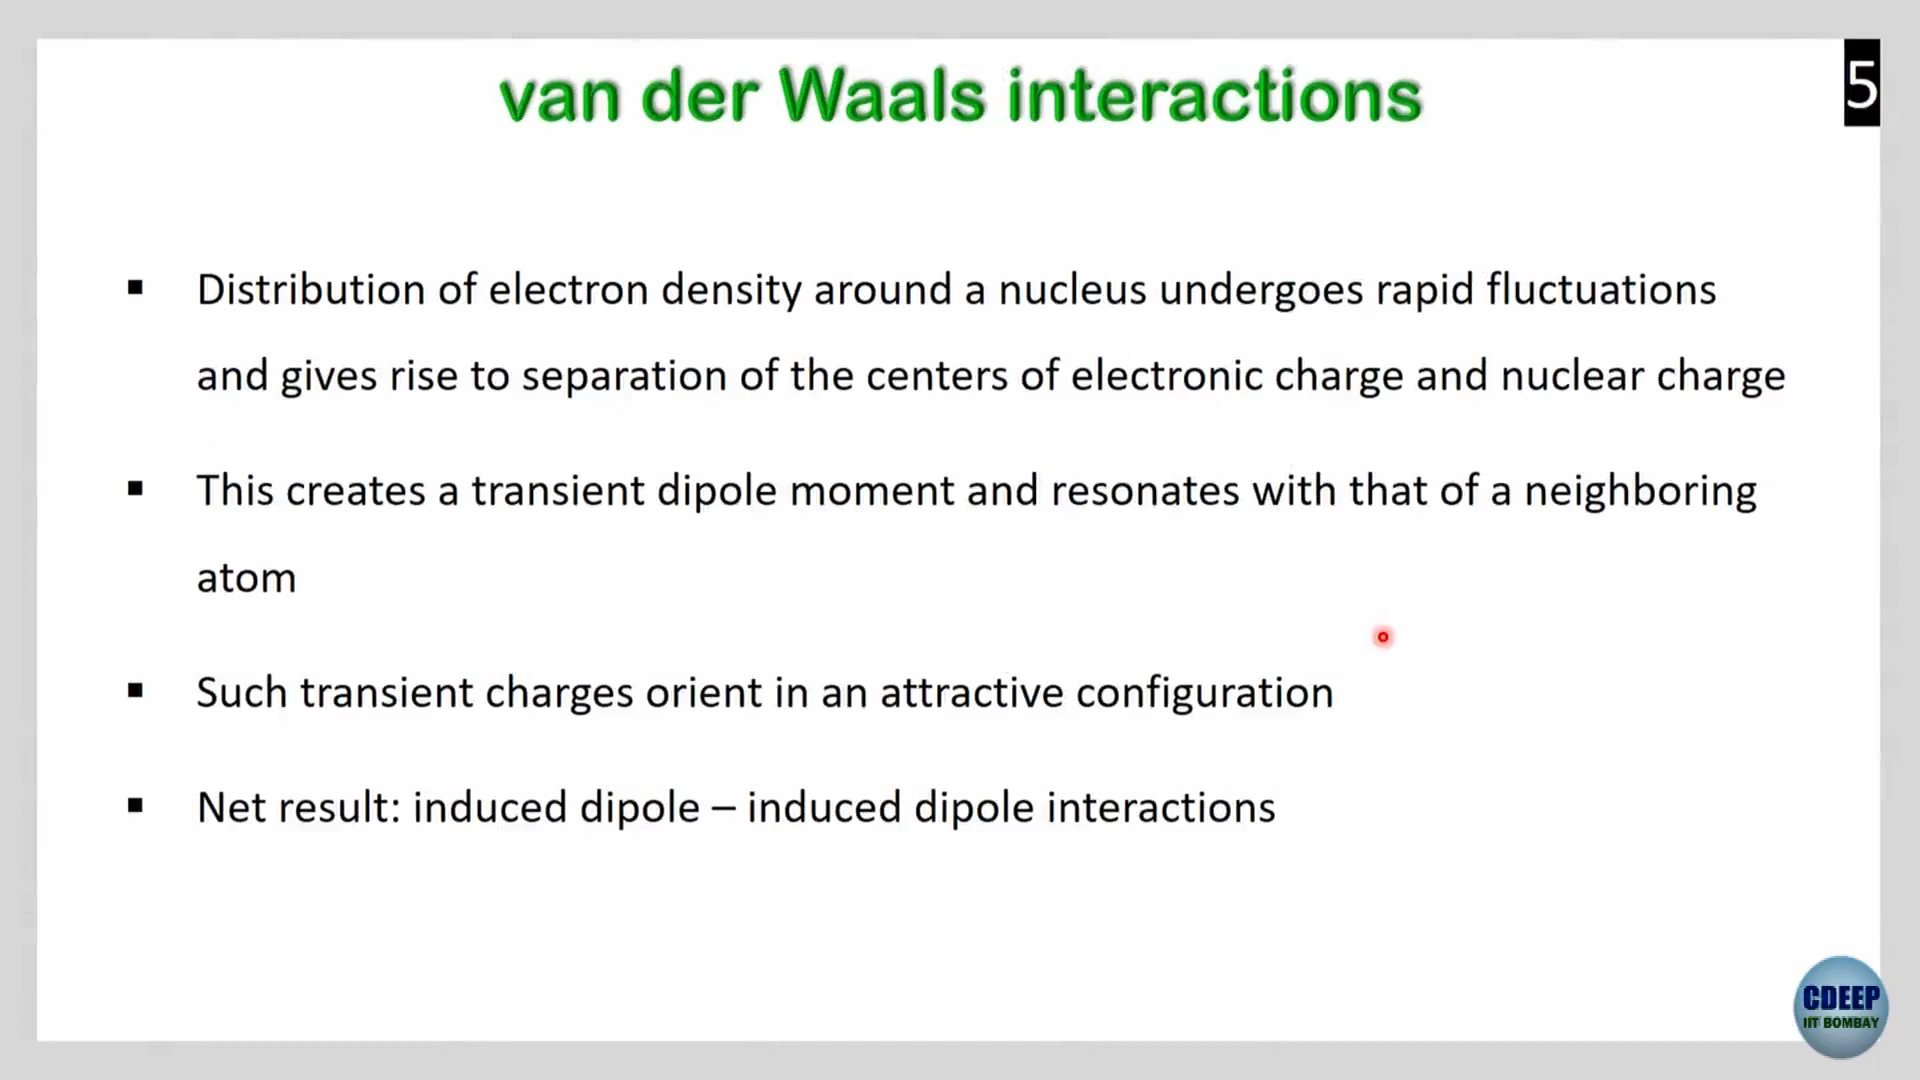 van der Waals interactions
5
▪ Distribution of electron density around a nucleus undergoes rapid fluctuations
and gives rise to separation of the centers of electronic charge and nuclear charge
▪ This creates a transient dipole moment and resonates with that of a neighboring
atom
▪ Such transient charges orient in an attractive configuration
▪ Net result: induced dipole – induced dipole interactions
CDEEP
IIT BOMBAY